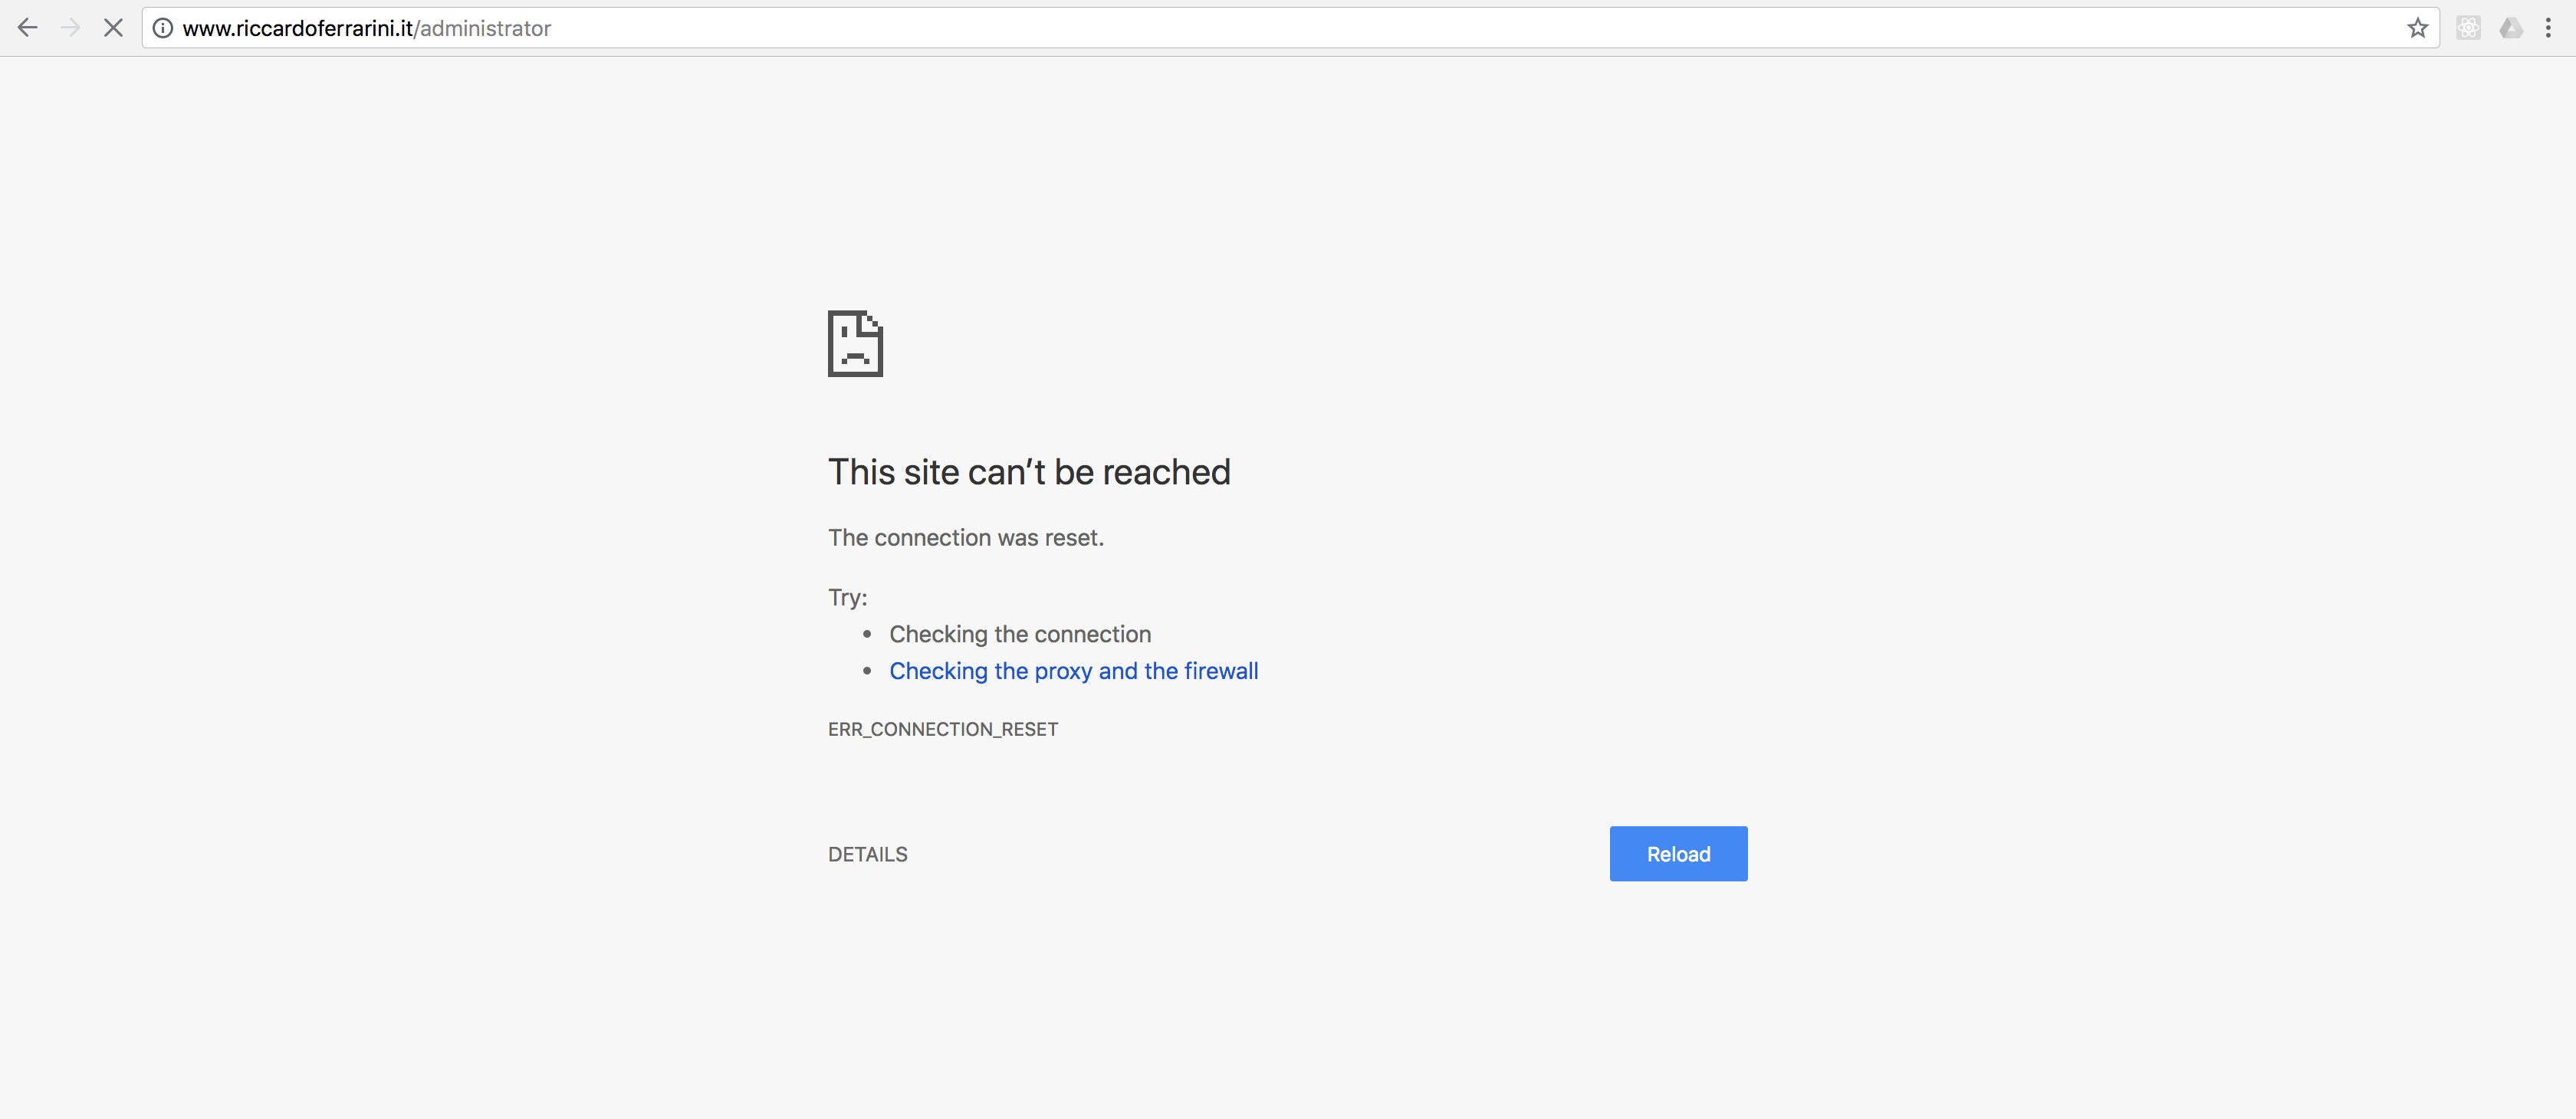 www.riccardoferrarini.it/administrator
This site can’t be reached
The connection was reset.
Try:
• Checking the connection
• Checking the proxy and the firewall
ERR_CONNECTION_RESET
DETAILS
Reload